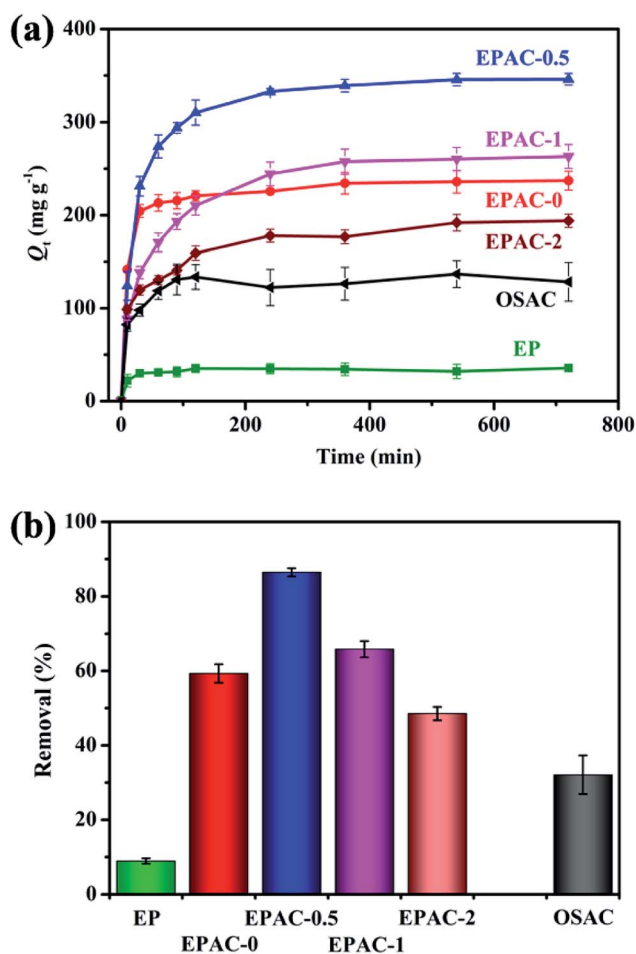 (a)
400
300
200
100
0
Q_t (mg g⁻¹)
EPAC-0.5
EPAC-1
EPAC-0
EPAC-2
OSAC
EP
0 200 400 600 800
Time (min)
(b)
100
80
60
40
20
0
Removal (%)
EP EPAC-0.5 EPAC-2 OSAC
EPAC-0 EPAC-1